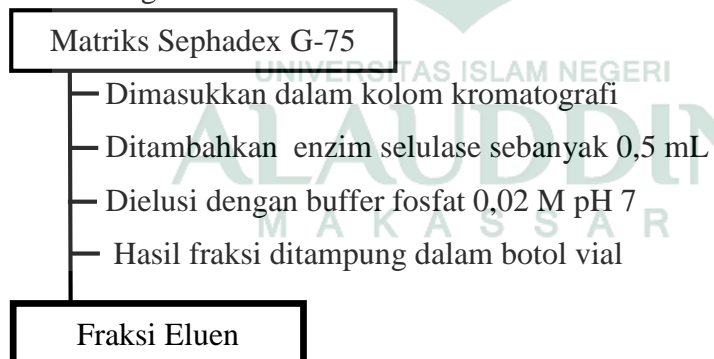 Matriks Sephadex G-75
UNIVERSITAS ISLAM NEGERI
Dimasukkan dalam kolom kromatografi
ALAUDDIN
Ditambahkan enzim selulase sebanyak 0,5 mL
Dielusi dengan buffer fosfat 0,02 M pH 7
MAKASSAR
Hasil fraksi ditampung dalam botol vial
Fraksi Eluen